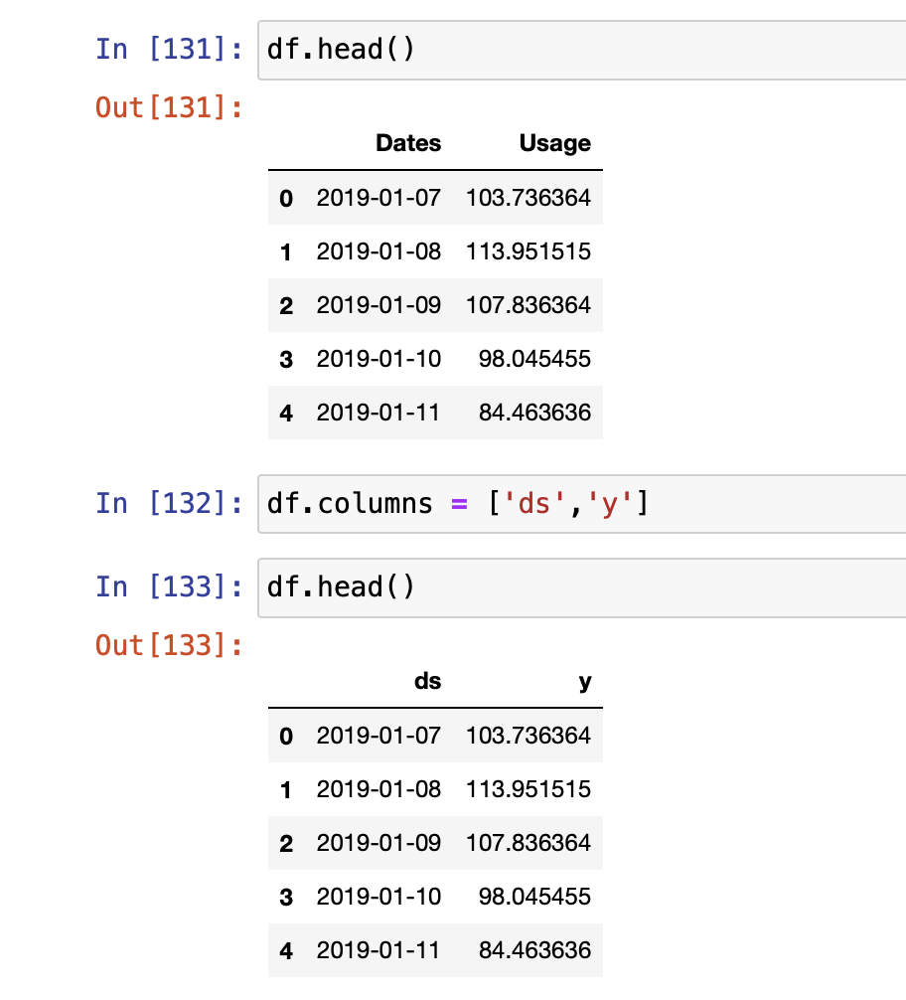 In [131]: df.head()
Out[131]:
Dates Usage
0 2019-01-07 103.736364
1 2019-01-08 113.951515
2 2019-01-09 107.836364
3 2019-01-10 98.045455
4 2019-01-11 84.463636
In [132]: df.columns = ['ds','y']
In [133]: df.head()
Out[133]:
ds y
0 2019-01-07 103.736364
1 2019-01-08 113.951515
2 2019-01-09 107.836364
3 2019-01-10 98.045455
4 2019-01-11 84.463636